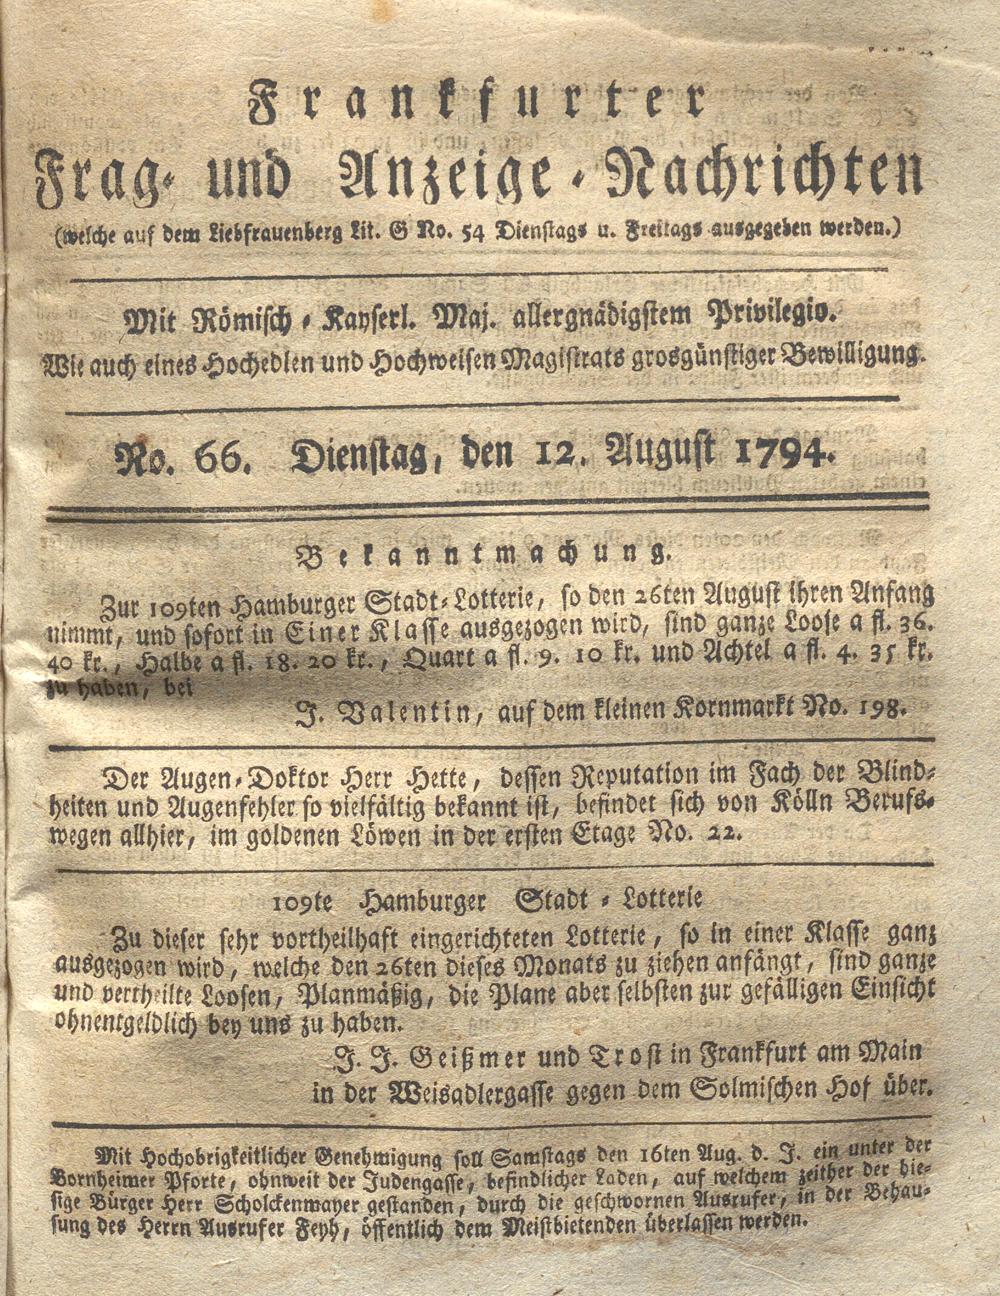 Frankfurter
Frag- und Anzeige-Nachrichten
(welche auf dem Liebfrauenberg Lit. G No. 54 Dienstags u. Freitags ausgegeben werden.)
Mit Römisch-Kayserl. Maj. allergnädigstem Privilegio.
Wie auch eines Hochedlen und Hochweisen Magistrats grosgünstiger Bewilligung.
No. 66. Dienstag, den 12. August 1794.
Bekanntmachung.
Zur 109ten Hamburger Stadt-Lotterie, so den 26ten August ihren Anfang
nimmt, und sofort in Einer Klasse ausgezogen wird, sind ganze Loose a fl. 36.
40 kr., Halbe a fl. 18. 20 kr., Quart a fl. 9. 10 kr. und Achtel a fl. 4. 35 kr.
zu haben, bei
J. Valentin, auf dem kleinen Kornmarkt No. 198.
Der Augen-Doktor Herr Hette, dessen Reputation im Fach der Blind-
heiten und Augenfehler so vielfältig bekannt ist, befindet sich von Kölln Berufs-
wegen allhier, im goldenen Löwen in der ersten Etage No. 22.
109te Hamburger Stadt-Lotterie
Zu dieser sehr vortheilhaft eingerichteten Lotterie, so in einer Klasse ganz
ausgezogen wird, welche den 26ten dieses Monats zu ziehen anfängt, sind ganze
und vertheilte Loosen, Planmäßig, die Plane aber selbsten zur gefälligen Einsicht
ohnentgeldlich bey uns zu haben.
J. J. Geißmer und Trost in Frankfurt am Main
in der Weisadlergasse gegen dem Solmischen Hof über.
Mit Hochobrigkeitlicher Genehmigung soll Samstags den 16ten Aug. d. J. ein unter der
Bornheimer Pforte, ohnweit der Judengasse, befindlicher Laden, auf welchem zeither der hie-
sige Bürger Herr Scholckenmayer gestanden, durch die geschwornen Ausrufer, in der Behau-
sung des Herrn Ausrufer Feyh, öffentlich dem Meistbietenden überlassen werden.